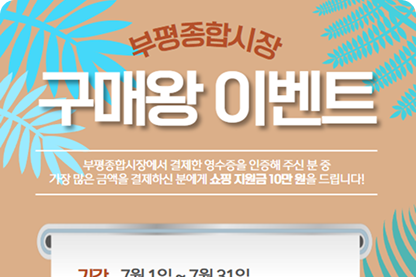 부평종합시장
구매왕 이벤트
부평종합시장에서 결제한 영수증을 인증해 주신 분 중
가장 많은 금액을 결제하신 분에게 쇼핑 지원금 10만 원을 드립니다!
기간 7월 1일 ~ 7월 31일